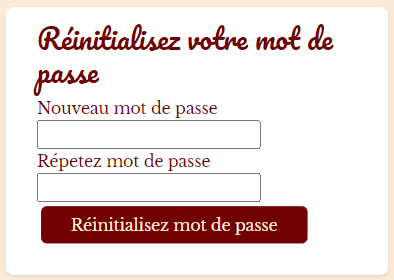 Réinitialisez votre mot de
passe
Nouveau mot de passe
Répetez mot de passe
Réinitialisez mot de passe